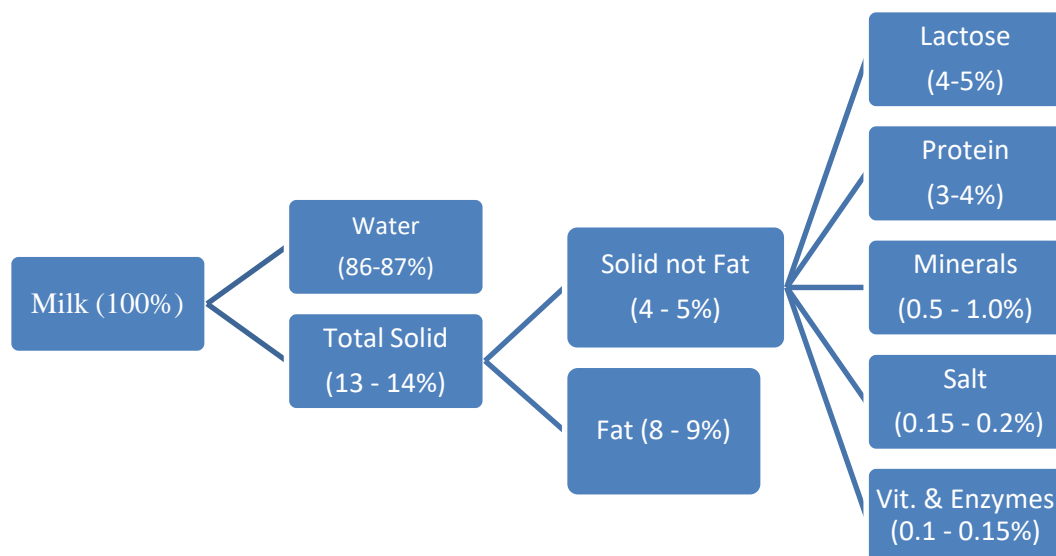 Milk (100%)
Water
(86-87%)
Total Solid
(13 - 14%)
Solid not Fat
(4 - 5%)
Fat (8 - 9%)
Lactose
(4-5%)
Protein
(3-4%)
Minerals
(0.5 - 1.0%)
Salt
(0.15 - 0.2%)
Vit. & Enzymes
(0.1 - 0.15%)